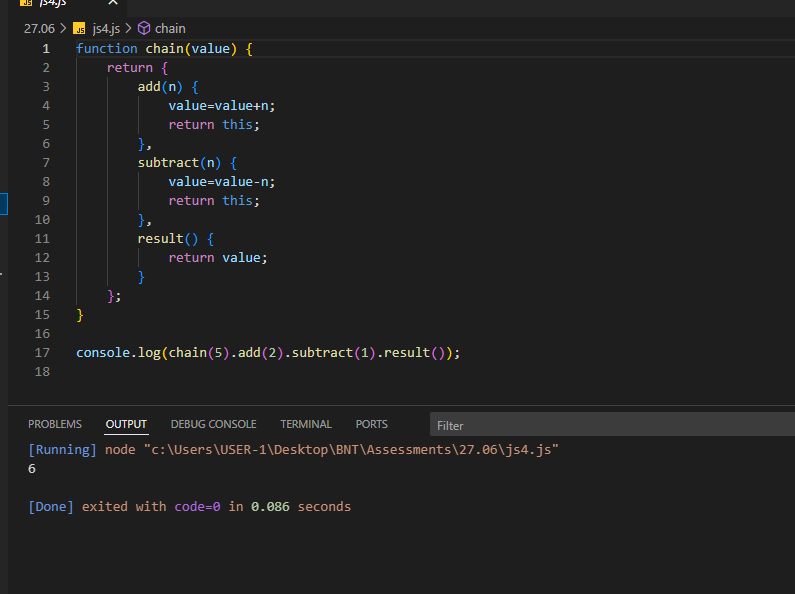 js4.js
27.06 > JS js4.js > chain
1 function chain(value) {
2     return {
3         add(n) {
4             value=value+n;
5             return this;
6         },
7         subtract(n) {
8             value=value-n;
9             return this;
10         },
11         result() {
12             return value;
13         }
14     };
15 }
16
17 console.log(chain(5).add(2).subtract(1).result());
18
PROBLEMS OUTPUT DEBUG CONSOLE TERMINAL PORTS Filter
[Running] node "c:\Users\USER-1\Desktop\BNT\Assessments\27.06\js4.js"
6
[Done] exited with code=0 in 0.086 seconds